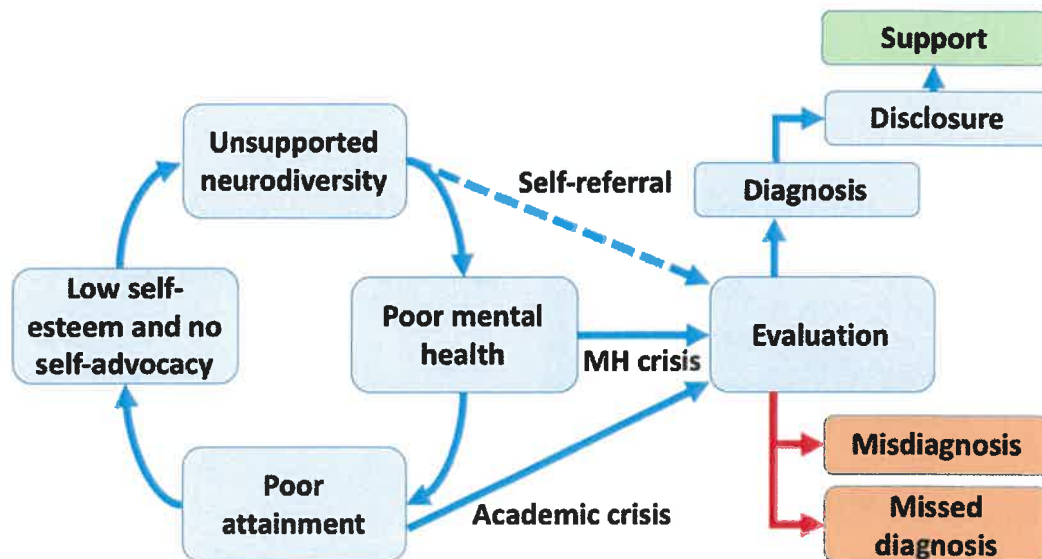 Support
Disclosure
Diagnosis
Unsupported
neurodiversity
Self-referral
Low self-
esteem and no
self-advocacy
Poor mental
health
MH crisis
Evaluation
Poor
attainment
Academic crisis
Misdiagnosis
Missed
diagnosis